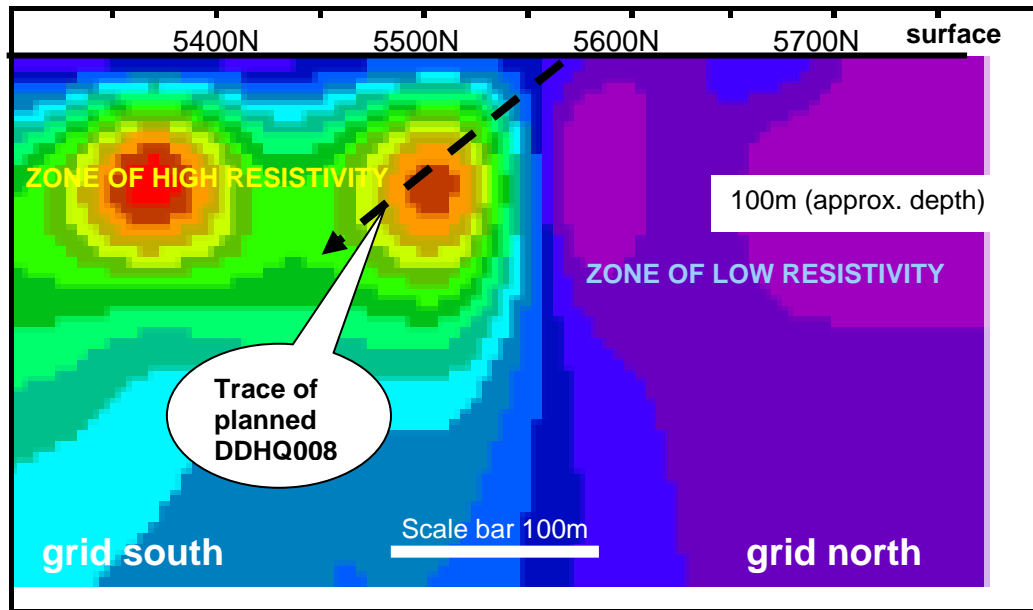 5400N 5500N 5600N 5700N surface
ZONE OF HIGH RESISTIVITY
100m (approx. depth)
ZONE OF LOW RESISTIVITY
Trace of
planned
DDHQ008
Scale bar 100m
grid south
grid north